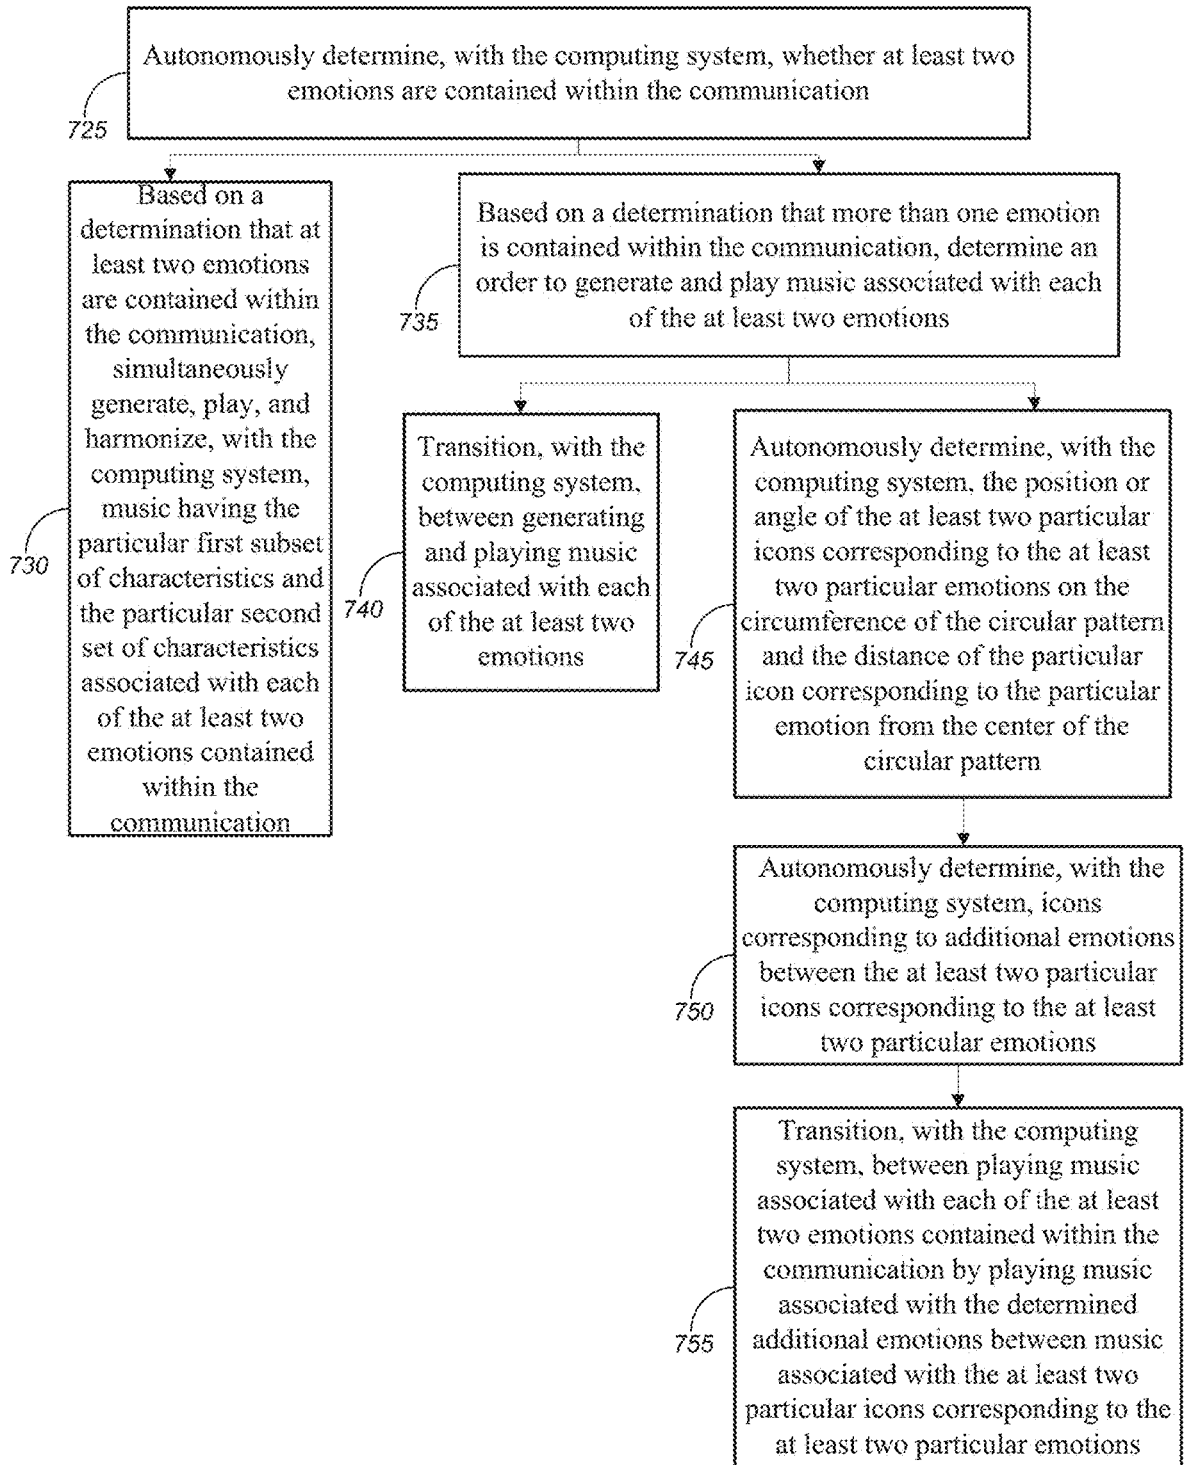 Autonomously determine, with the computing system, whether at least two
emotions are contained within the communication
725
Based on a
determination that at
least two emotions
are contained within
the communication,
simultaneously
generate, play, and
harmonize, with the
computing system,
music having the
particular first subset
of characteristics and
the particular second
set of characteristics
associated with each
of the at least two
emotions contained
within the
communication
730
Based on a determination that more than one emotion
is contained within the communication, determine an
order to generate and play music associated with each
of the at least two emotions
735
Transition, with the
computing system,
between generating
and playing music
associated with each
of the at least two
emotions
740
Autonomously determine, with the
computing system, the position or
angle of the at least two particular
icons corresponding to the at least
two particular emotions on the
circumference of the circular pattern
and the distance of the particular
icon corresponding to the particular
emotion from the center of the
circular pattern
745
Autonomously determine, with the
computing system, icons
corresponding to additional emotions
between the at least two particular
icons corresponding to the at least
two particular emotions
750
Transition, with the computing
system, between playing music
associated with each of the at least
two emotions contained within the
communication by playing music
associated with the determined
additional emotions between music
associated with the at least two
particular icons corresponding to the
at least two particular emotions
755